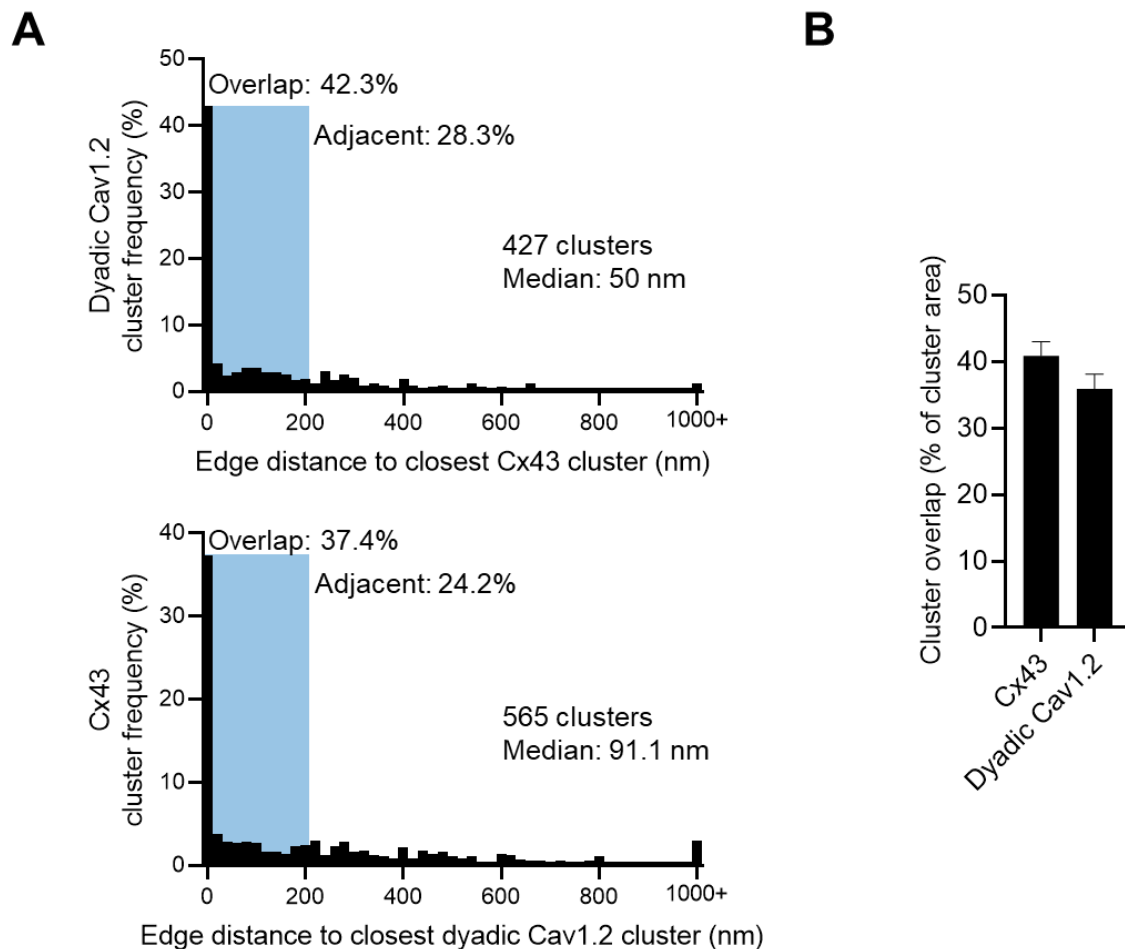 A
50
40
30
20
10
0
Dyadic Cav1.2
cluster frequency (%)
Overlap: 42.3%
Adjacent: 28.3%
427 clusters
Median: 50 nm
0 200 400 600 800 1000+
Edge distance to closest Cx43 cluster (nm)
40
30
20
10
0
Cx43
cluster frequency (%)
Overlap: 37.4%
Adjacent: 24.2%
565 clusters
Median: 91.1 nm
0 200 400 600 800 1000+
Edge distance to closest dyadic Cav1.2 cluster (nm)
B
Cluster overlap (% of cluster area)
50
40
30
20
10
0
Cx43
Dyadic Cav1.2